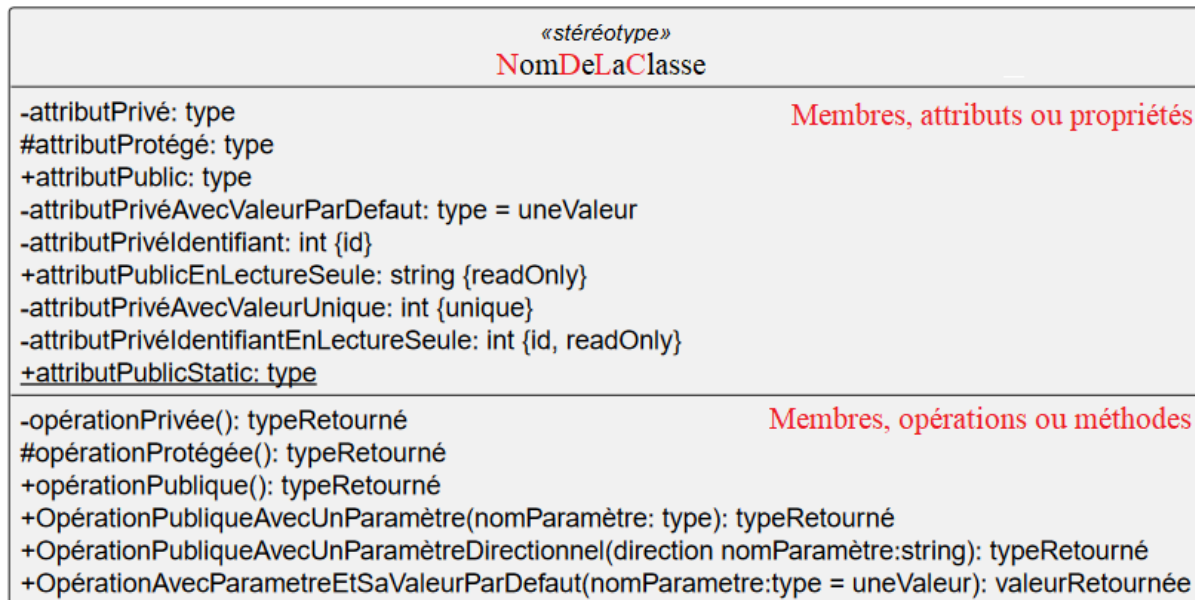 «stéréotype»
NomDeLaClasse
-attributPrivé: type
Membres, attributs ou propriétés
#attributProtégé: type
+attributPublic: type
-attributPrivéAvecValeurParDefaut: type = uneValeur
-attributPrivéIdentifiant: int {id}
+attributPublicEnLectureSeule: string {readOnly}
-attributPrivéAvecValeurUnique: int {unique}
-attributPrivéIdentifiantEnLectureSeule: int {id, readOnly}
+attributPublicStatic: type
-opérationPrivée(): typeRetourné
Membres, opérations ou méthodes
#opérationProtégée(): typeRetourné
+opérationPublique(): typeRetourné
+OpérationPubliqueAvecUnParamètre(nomParamètre: type): typeRetourné
+OpérationPubliqueAvecUnParamètreDirectionnel(direction nomParamètre:string): typeRetourné
+OpérationAvecParametreEtSaValeurParDefaut(nomParametre:type = uneValeur): valeurRetournée